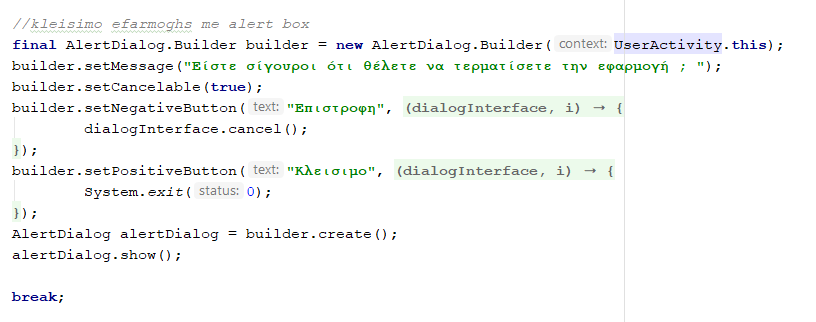 //kleisimo efarmoghs me alert box
final AlertDialog.Builder builder = new AlertDialog.Builder( context: UserActivity.this);
builder.setMessage("Είστε σίγουροι ότι θέλετε να τερματίσετε την εφαρμογή ; ");
builder.setCancelable(true);
builder.setNegativeButton( text: "Επιστροφη", (dialogInterface, i) → {
dialogInterface.cancel();
});
builder.setPositiveButton( text: "Κλεισιμο", (dialogInterface, i) → {
System.exit( status: 0);
});
AlertDialog alertDialog = builder.create();
alertDialog.show();
break;